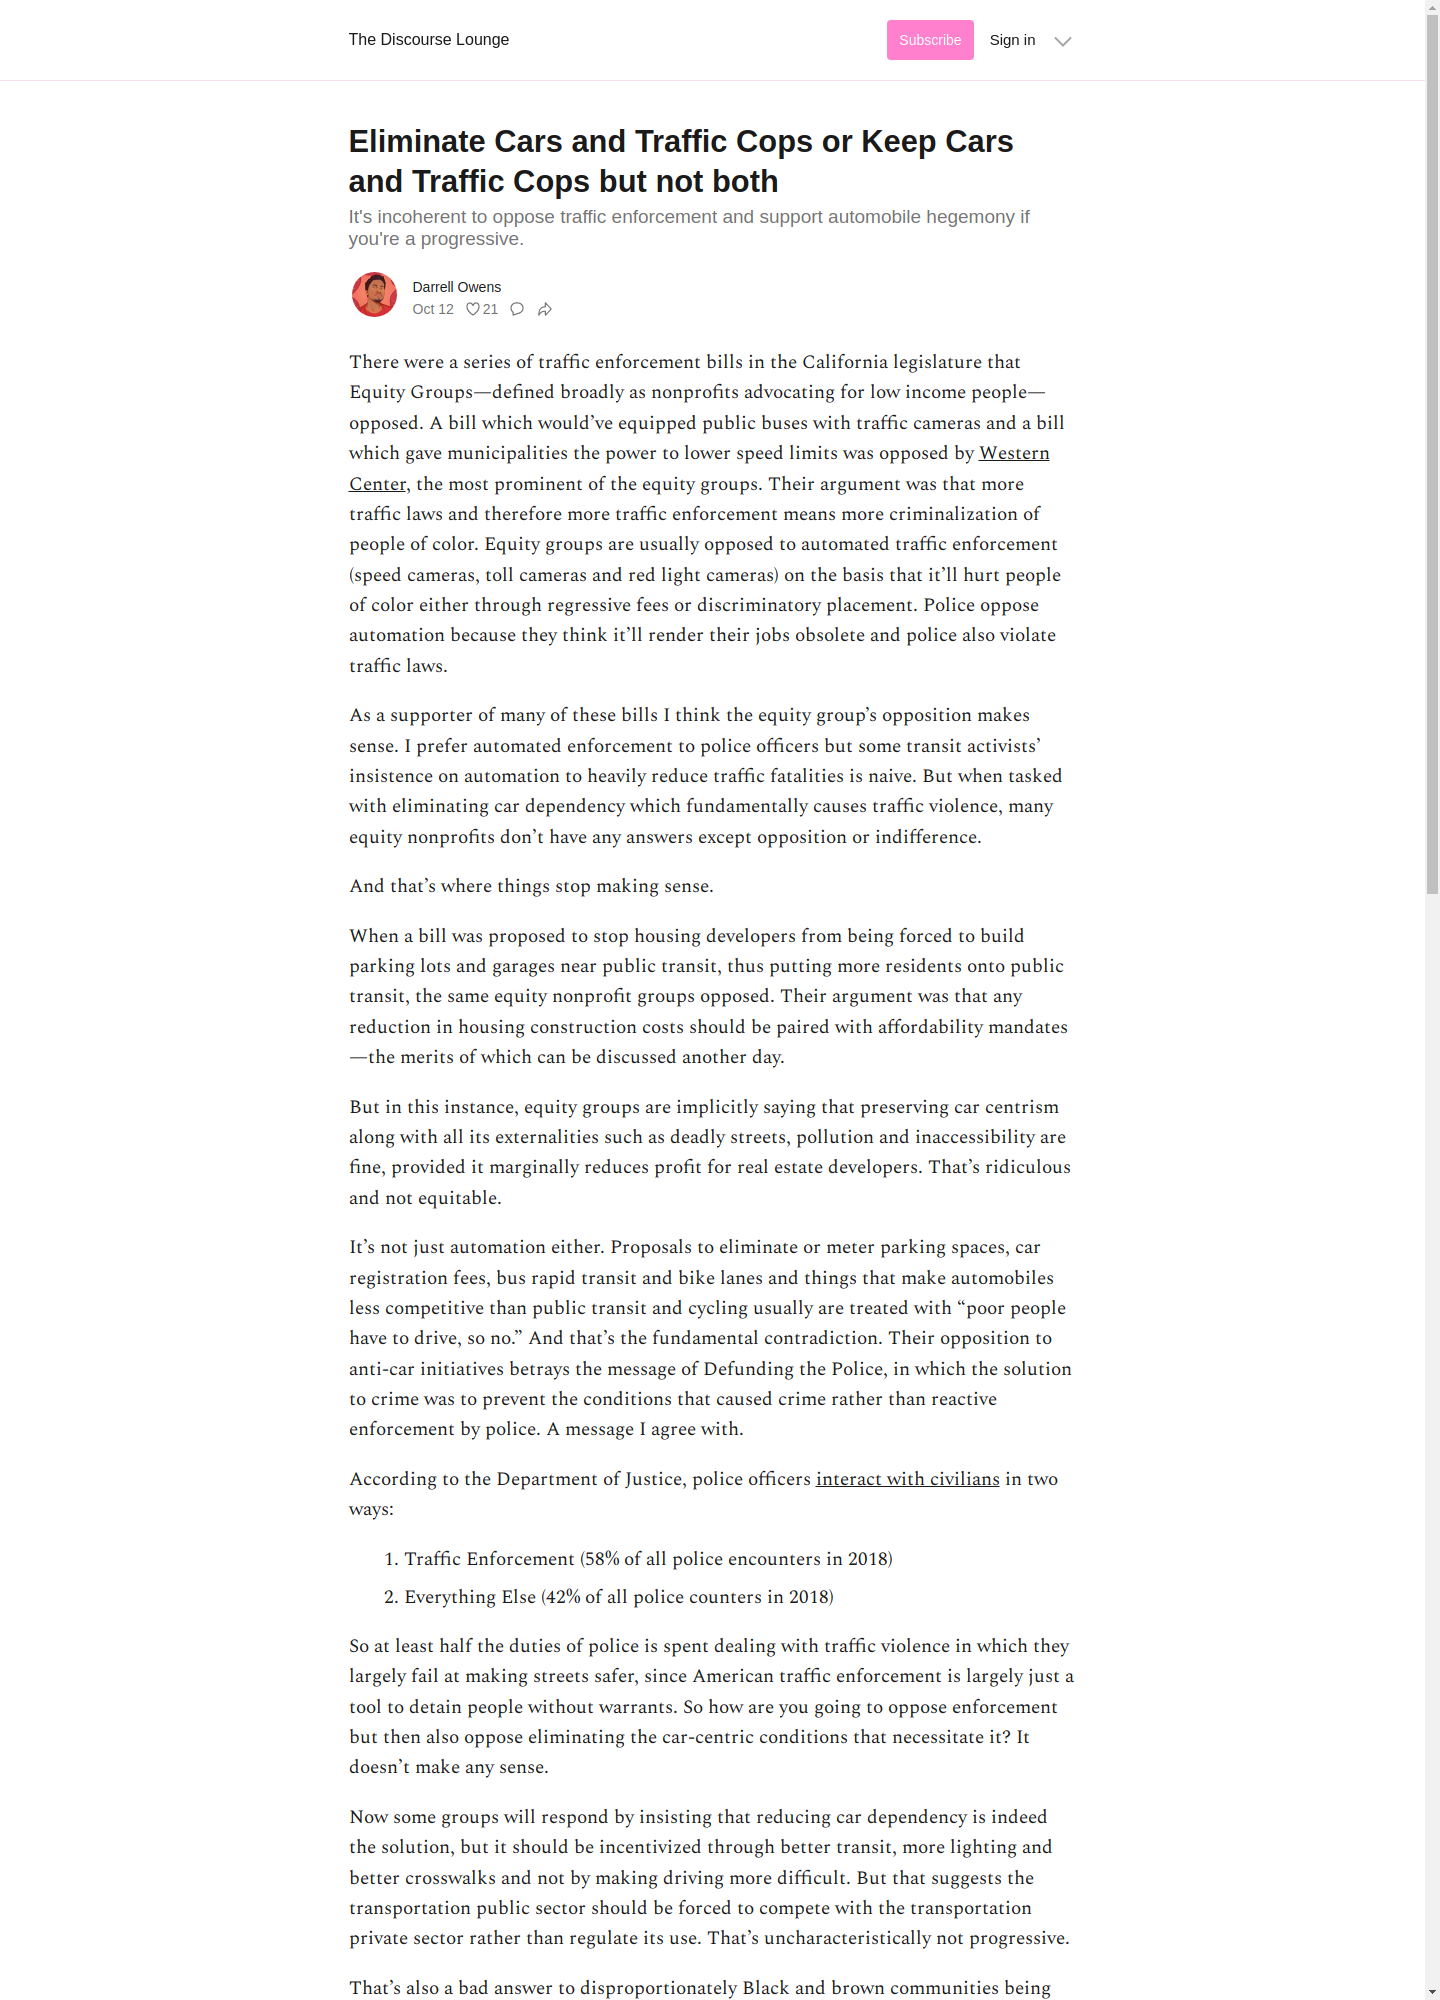 The Discourse Lounge
Subscribe
Sign in
Eliminate Cars and Traffic Cops or Keep Cars
and Traffic Cops but not both
It's incoherent to oppose traffic enforcement and support automobile hegemony if
you're a progressive.
Darrell Owens
Oct 12
21
There were a series of traffic enforcement bills in the California legislature that
Equity Groups—defined broadly as nonprofits advocating for low income people—
opposed. A bill which would’ve equipped public buses with traffic cameras and a bill
which gave municipalities the power to lower speed limits was opposed by Western
Center, the most prominent of the equity groups. Their argument was that more
traffic laws and therefore more traffic enforcement means more criminalization of
people of color. Equity groups are usually opposed to automated traffic enforcement
(speed cameras, toll cameras and red light cameras) on the basis that it’ll hurt people
of color either through regressive fees or discriminatory placement. Police oppose
automation because they think it’ll render their jobs obsolete and police also violate
traffic laws.
As a supporter of many of these bills I think the equity group’s opposition makes
sense. I prefer automated enforcement to police officers but some transit activists’
insistence on automation to heavily reduce traffic fatalities is naive. But when tasked
with eliminating car dependency which fundamentally causes traffic violence, many
equity nonprofits don’t have any answers except opposition or indifference.
And that’s where things stop making sense.
When a bill was proposed to stop housing developers from being forced to build
parking lots and garages near public transit, thus putting more residents onto public
transit, the same equity nonprofit groups opposed. Their argument was that any
reduction in housing construction costs should be paired with affordability mandates
—the merits of which can be discussed another day.
But in this instance, equity groups are implicitly saying that preserving car centrism
along with all its externalities such as deadly streets, pollution and inaccessibility are
fine, provided it marginally reduces profit for real estate developers. That’s ridiculous
and not equitable.
It’s not just automation either. Proposals to eliminate or meter parking spaces, car
registration fees, bus rapid transit and bike lanes and things that make automobiles
less competitive than public transit and cycling usually are treated with “poor people
have to drive, so no.” And that’s the fundamental contradiction. Their opposition to
anti-car initiatives betrays the message of Defunding the Police, in which the solution
to crime was to prevent the conditions that caused crime rather than reactive
enforcement by police. A message I agree with.
According to the Department of Justice, police officers interact with civilians in two
ways:
1. Traffic Enforcement (58% of all police encounters in 2018)
2. Everything Else (42% of all police counters in 2018)
So at least half the duties of police is spent dealing with traffic violence in which they
largely fail at making streets safer, since American traffic enforcement is largely just a
tool to detain people without warrants. So how are you going to oppose enforcement
but then also oppose eliminating the car-centric conditions that necessitate it? It
doesn’t make any sense.
Now some groups will respond by insisting that reducing car dependency is indeed
the solution, but it should be incentivized through better transit, more lighting and
better crosswalks and not by making driving more difficult. But that suggests the
transportation public sector should be forced to compete with the transportation
private sector rather than regulate its use. That’s uncharacteristically not progressive.
That’s also a bad answer to disproportionately Black and brown communities being